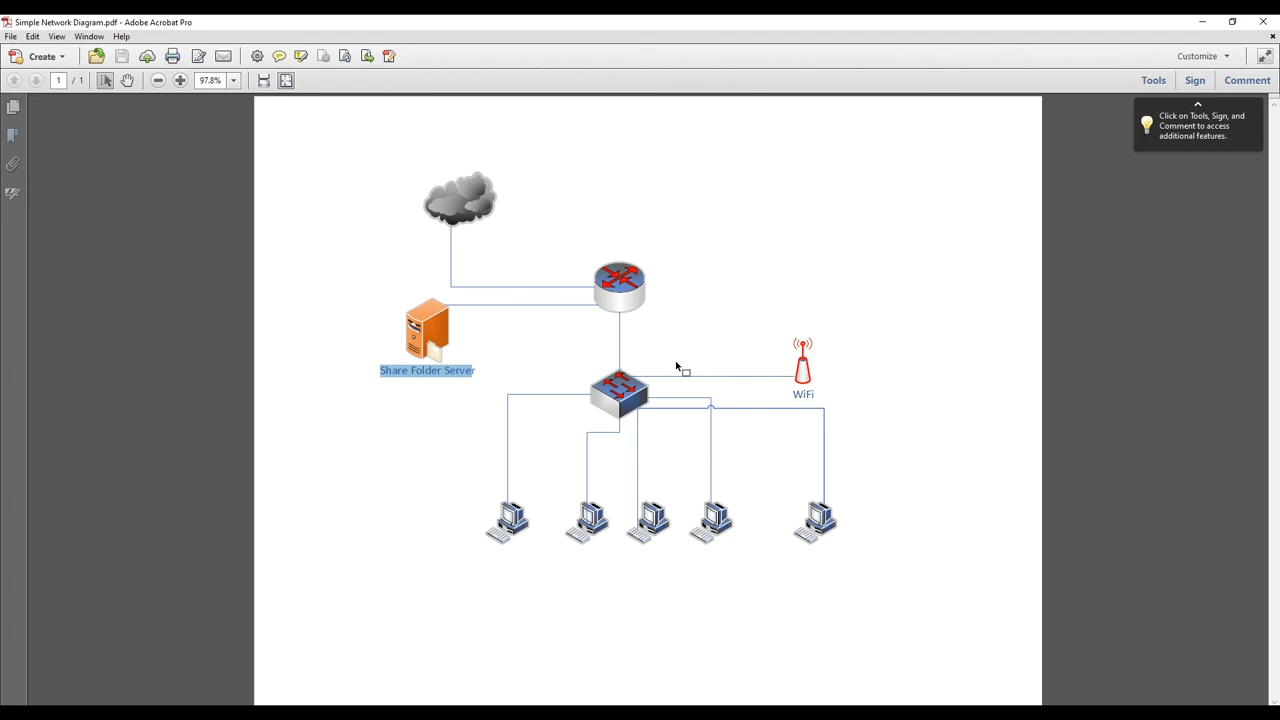 Simple Network Diagram.pdf - Adobe Acrobat Pro
File Edit View Window Help
Create
Customize
1 / 1
97.8%
Tools Sign Comment
Click on Tools, Sign, and
Comment to access
additional features.
Share Folder Server
WiFi